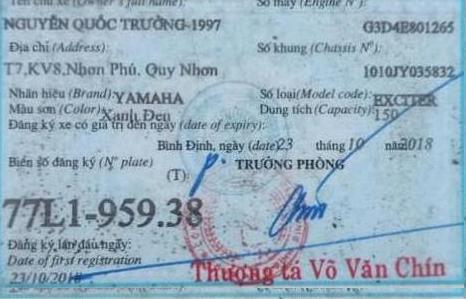 Tên chủ xe (Owner's full name): Số máy (Engine Nº):
NGUYỄN QUỐC TRƯỞNG-1997 G3D4E801265
Địa chỉ (Address): Số khung (Chassis Nº):
T7,KV8,Nhơn Phú, Quy Nhơn 1010JY035832
Nhãn hiệu (Brand): YAMAHA Số loại (Model code): EXCITER
Màu sơn (Color): Xanh Đen Dung tích (Capacity): 150
Đăng ký xe có giá trị đến ngày (date of expiry):
Bình Định, ngày (date) 23 tháng 10 năm 2018
Biển số đăng ký (Nº plate) TRƯỞNG PHÒNG
(T):
77L1-959.38
Đăng ký lần đầu ngày:
Date of first registration
23/10/2018
Thượng tá Võ Văn Chín